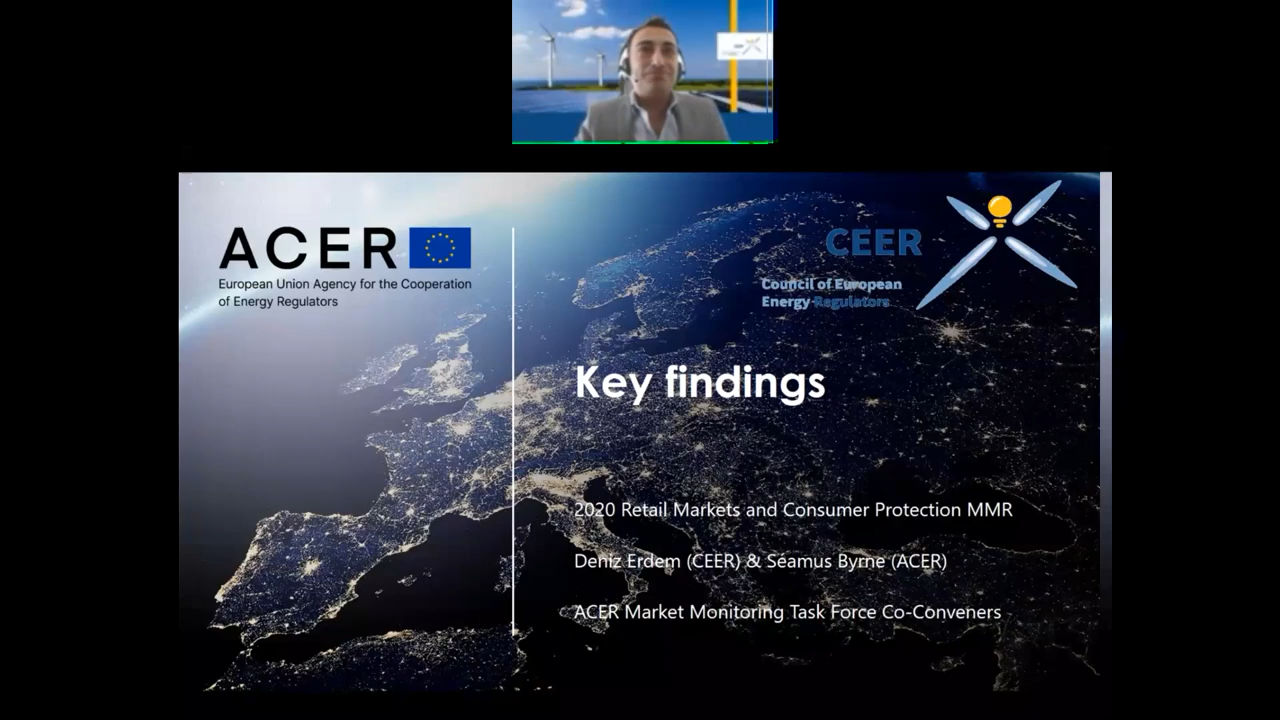 ACER
European Union Agency for the Cooperation
of Energy Regulators
CEER
Council of European
Energy Regulators
Key findings
2020 Retail Markets and Consumer Protection MMR
Deniz Erdem (CEER) & Séamus Byrne (ACER)
ACER Market Monitoring Task Force Co-Conveners